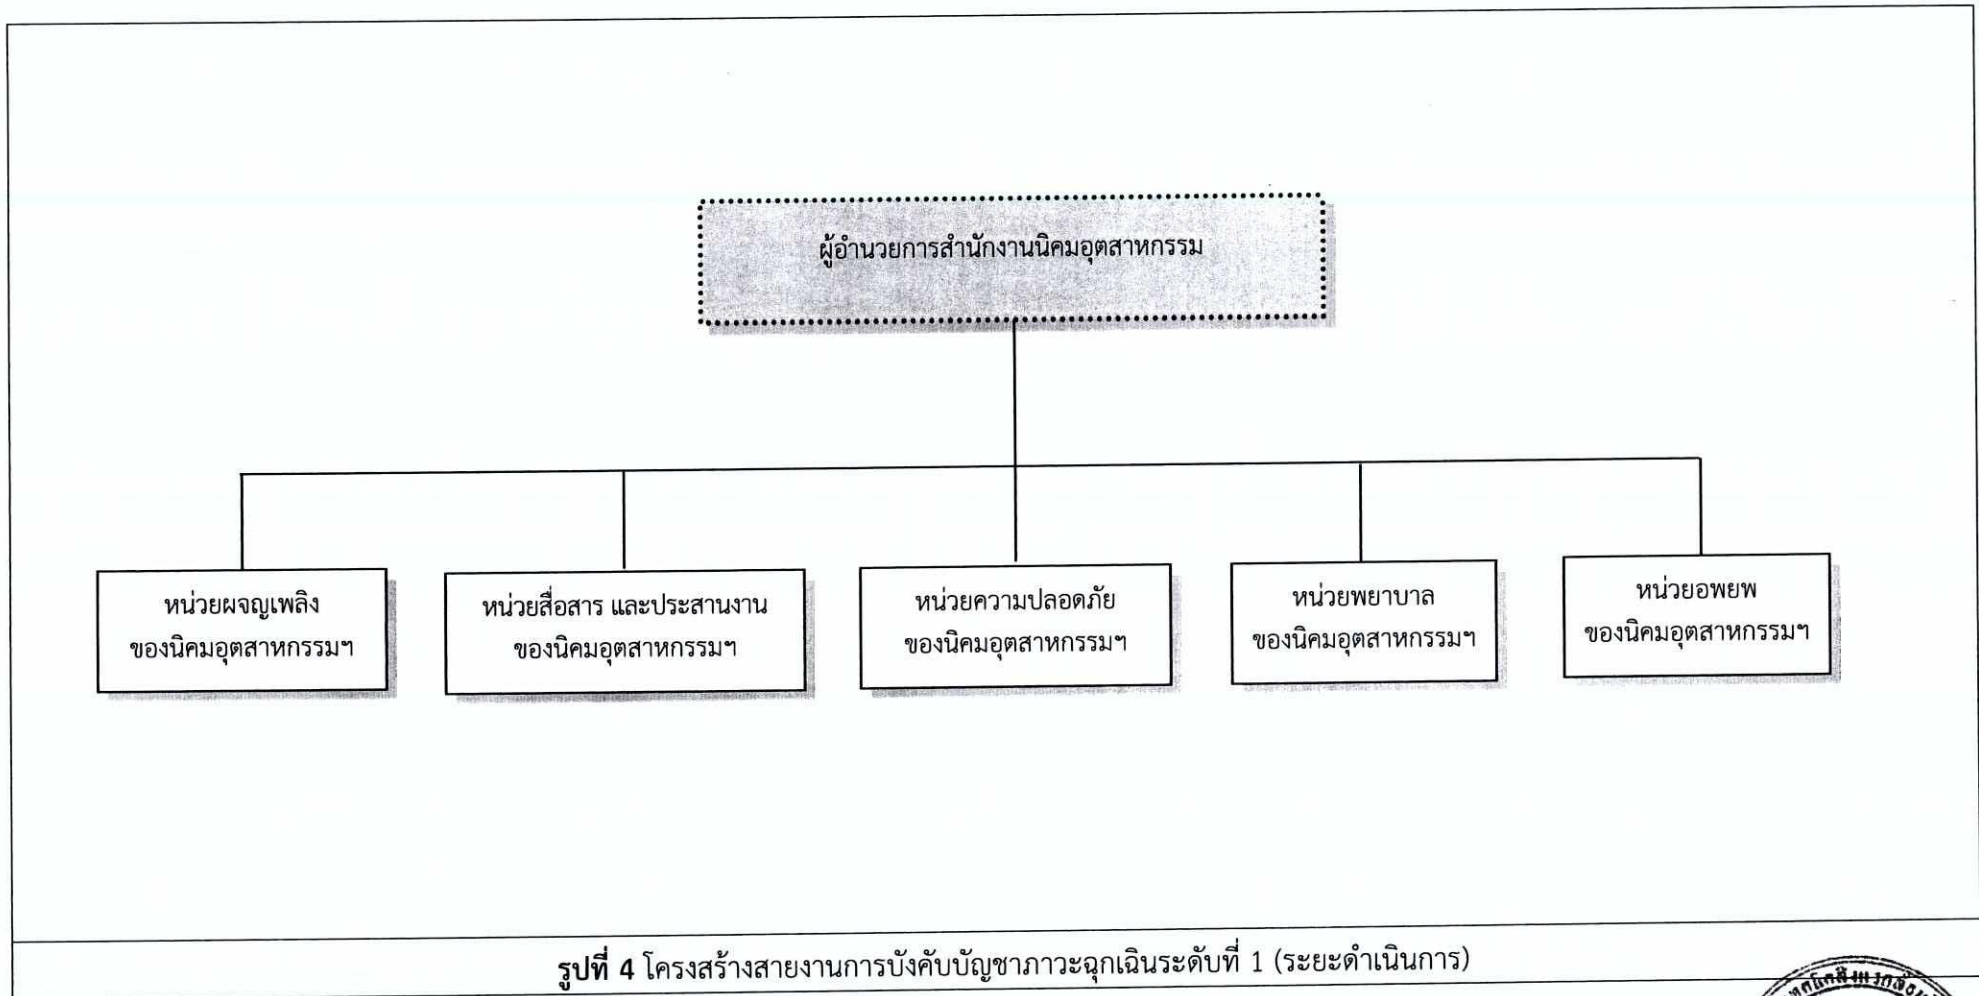 ผู้อำนวยการสำนักงานนิคมอุตสาหกรรม
หน่วยผจญเพลิง
ของนิคมอุตสาหกรรมฯ
หน่วยสื่อสาร และประสานงาน
ของนิคมอุตสาหกรรมฯ
หน่วยความปลอดภัย
ของนิคมอุตสาหกรรมฯ
หน่วยพยาบาล
ของนิคมอุตสาหกรรมฯ
หน่วยอพยพ
ของนิคมอุตสาหกรรมฯ
รูปที่ 4 โครงสร้างสายงานการบังคับบัญชาภาวะฉุกเฉินระดับที่ 1 (ระยะดำเนินการ)